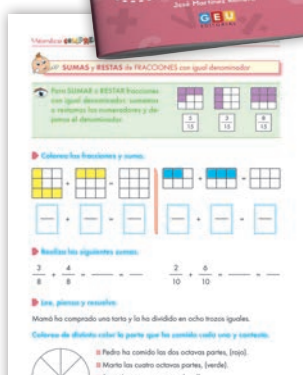 José Martínez
GEU
EDITORIAL
SUMAS y RESTAS de FRACCIONES con igual denominador
Para SUMAR o RESTAR fracciones
con igual denominador, sumamos
o restamos los numeradores y de-
jamos el denominador.
5/15 3/15 8/15
Colorea las fracciones y suma.
+ = + =
+ = + =
Realiza las siguientes sumas.
3/8 + 4/8 = = 2/10 + 6/10 = =
Lee, piensa y resuelve.
Mamá ha comprado una tarta y la ha dividido en ocho trozos iguales.
Colorea de distinto color la parte que ha comido cada uno y contesta.
Pedro ha comido las dos octavas partes, (rojo).
Marta las cuatro octavas partes, (verde).